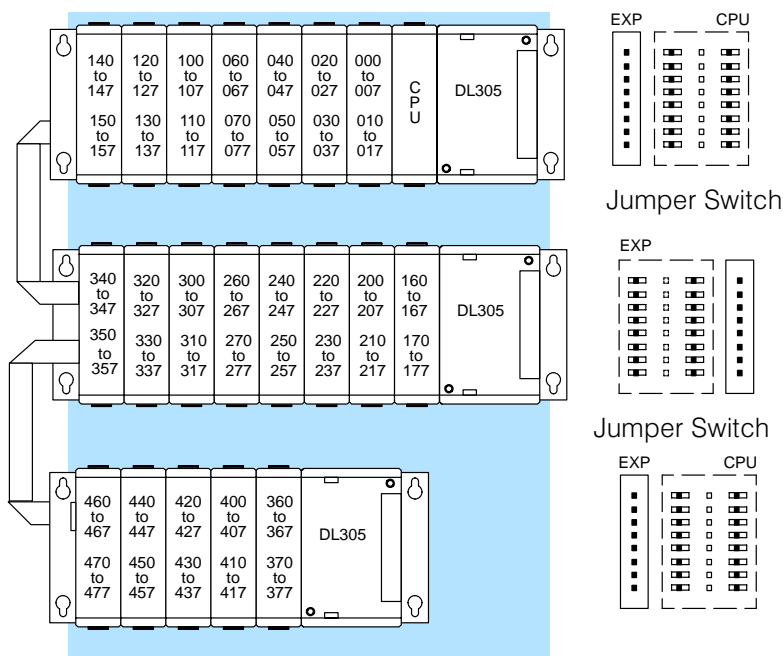 EXP CPU
140 120 100 060 040 020 000
to to to to to to to
147 127 107 067 047 027 007
150 130 110 070 050 030 010
to to to to to to to
157 137 117 077 057 037 017
CPU
DL305
Jumper Switch
EXP
340 320 300 260 240 220 200 160
to to to to to to to to
347 327 307 267 247 227 207 167
350 330 310 270 250 230 210 170
to to to to to to to to
357 337 317 277 257 237 217 177
DL305
Jumper Switch
EXP CPU
460 440 420 400 360
to to to to to
467 447 427 407 367
470 450 430 410 370
to to to to to
477 457 437 417 377
DL305